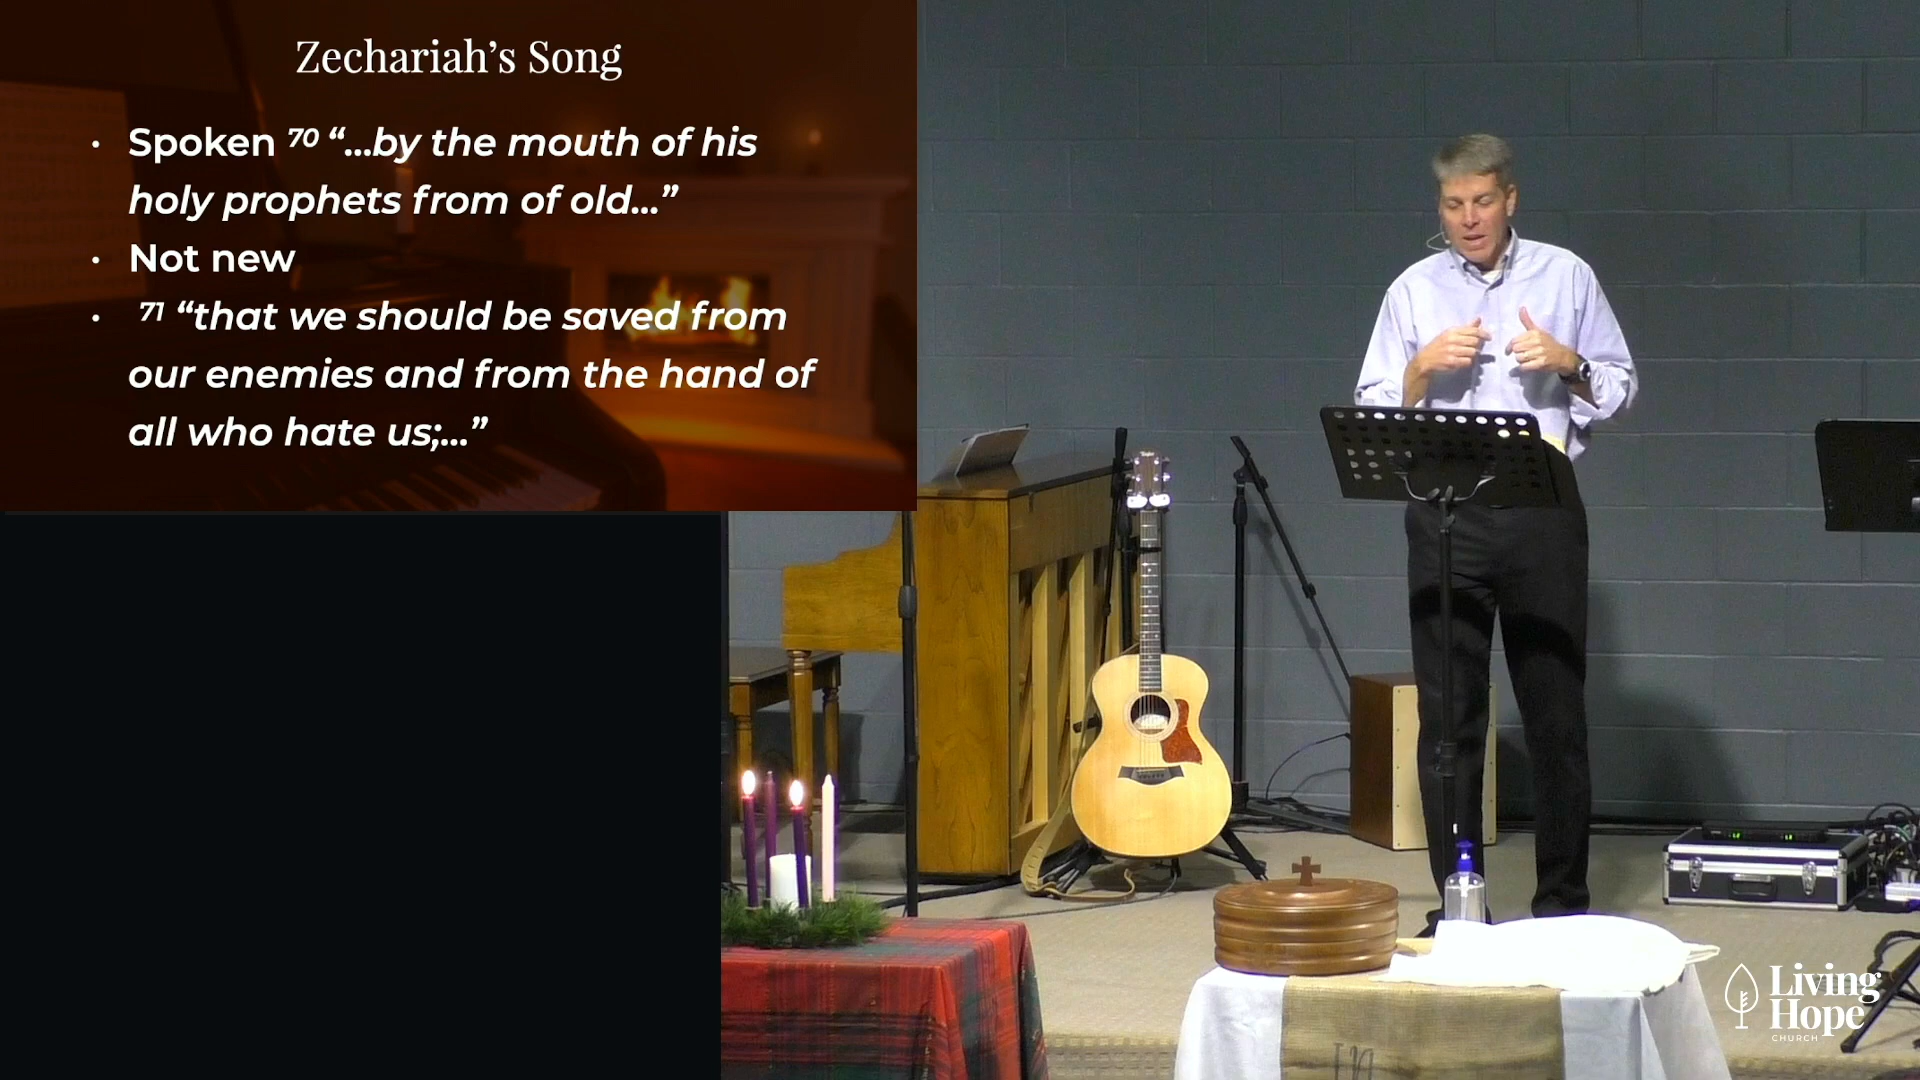 Zechariah’s Song
• Spoken ⁷⁰ “...by the mouth of his
holy prophets from of old...”
• Not new
• ⁷¹ “that we should be saved from
our enemies and from the hand of
all who hate us;...”
Living
Hope
CHURCH